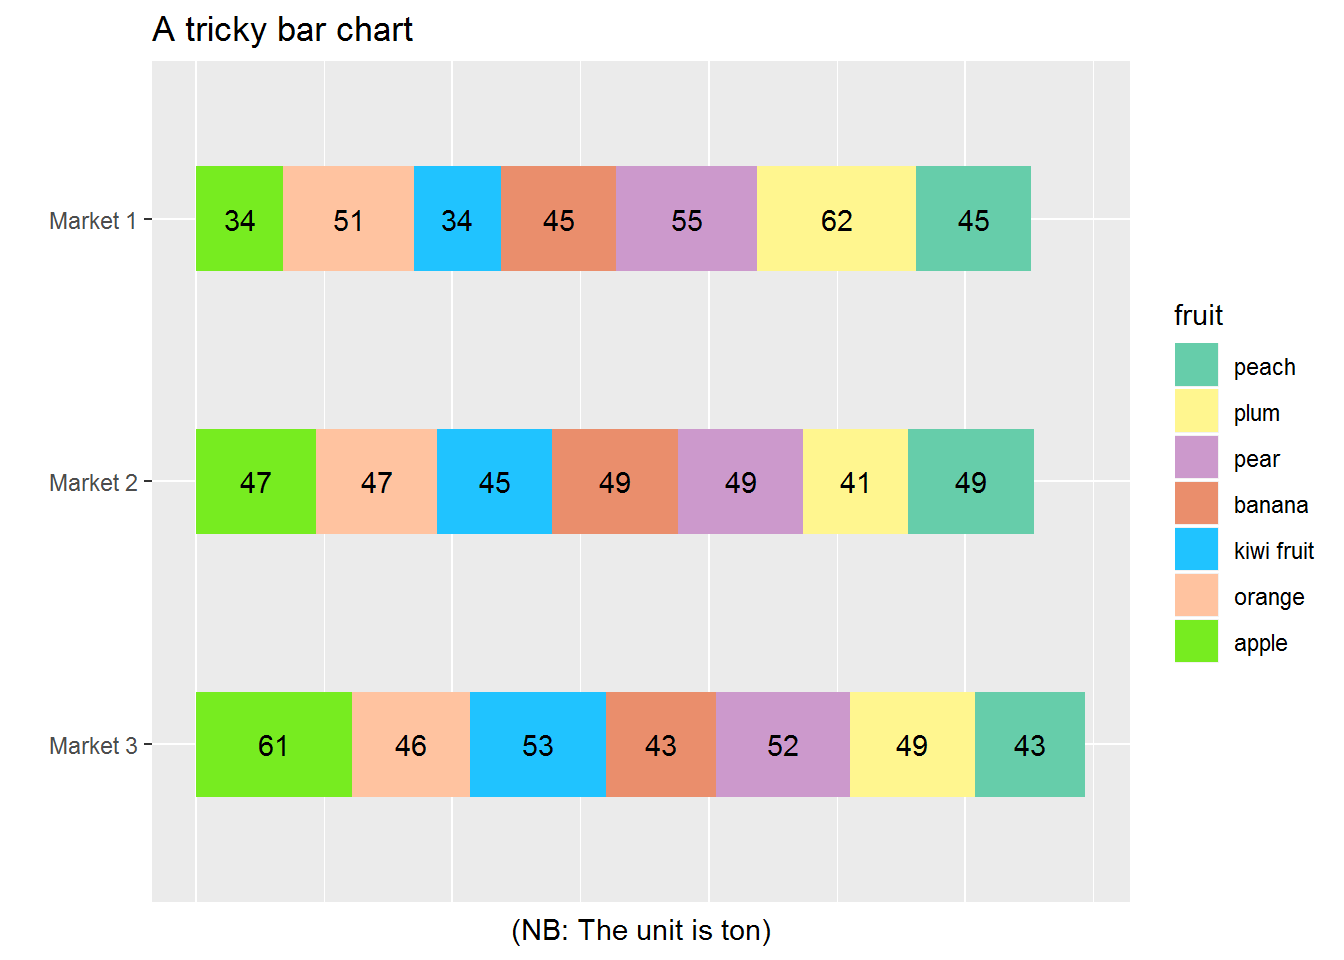 A tricky bar chart
Market 1
34 51 34 45 55 62 45
Market 2
47 47 45 49 49 41 49
Market 3
61 46 53 43 52 49 43
(NB: The unit is ton)
fruit
peach
plum
pear
banana
kiwi fruit
orange
apple